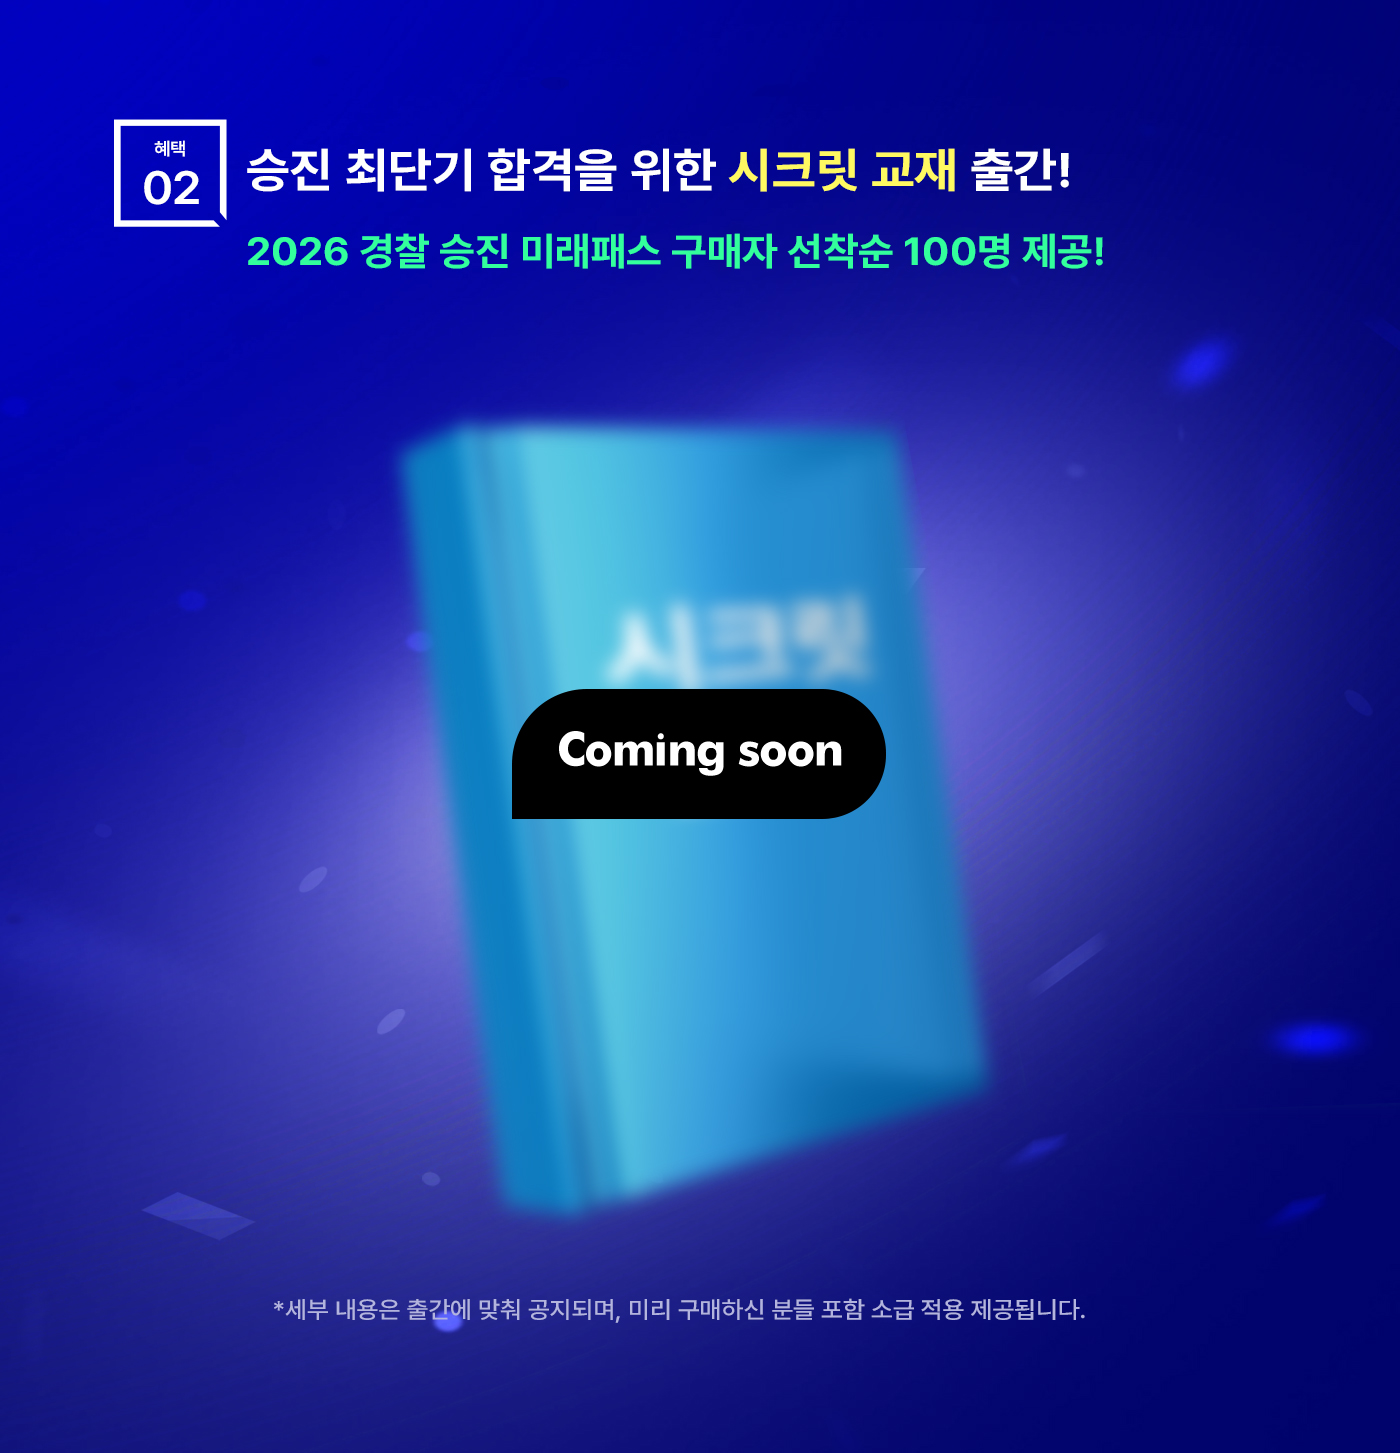 혜택
02
승진 최단기 합격을 위한 시크릿 교재 출간!
2026 경찰 승진 미래패스 구매자 선착순 100명 제공!
시크릿
Coming soon
*세부 내용은 출간에 맞춰 공지되며, 미리 구매하신 분들 포함 소급 적용 제공됩니다.